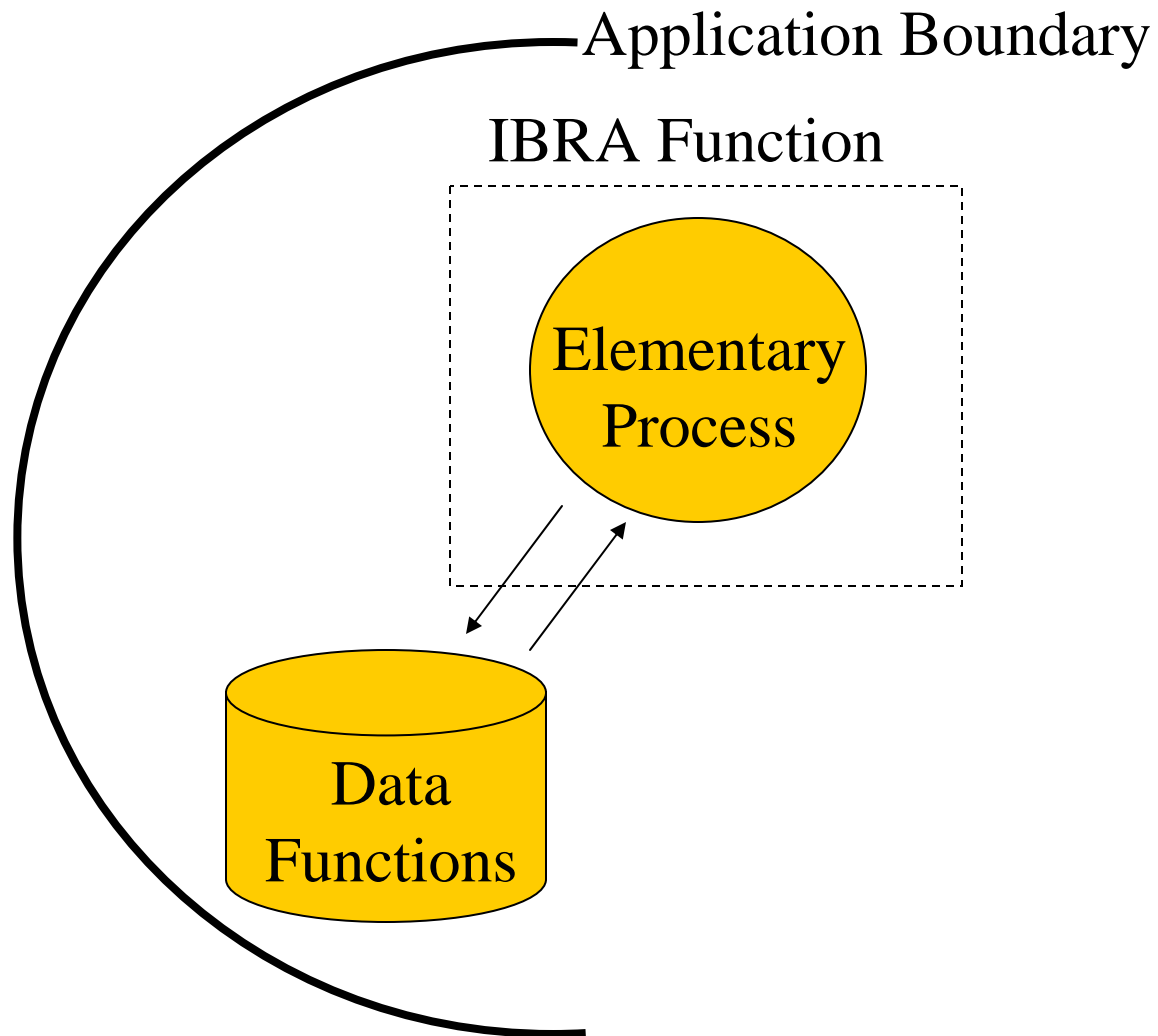 Application Boundary
IBRA Function
Elementary
Process
Data
Functions